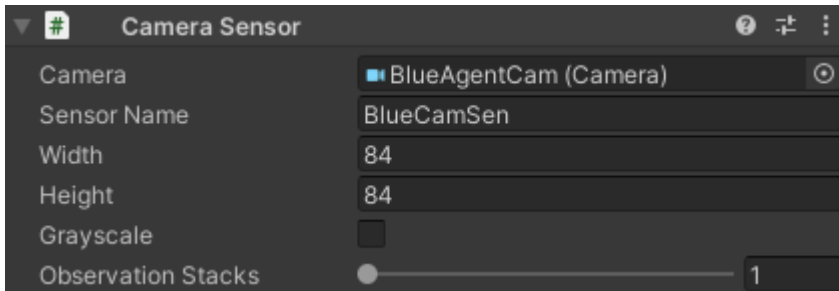 # Camera Sensor
Camera BlueAgentCam (Camera)
Sensor Name BlueCamSen
Width 84
Height 84
Grayscale
Observation Stacks 1